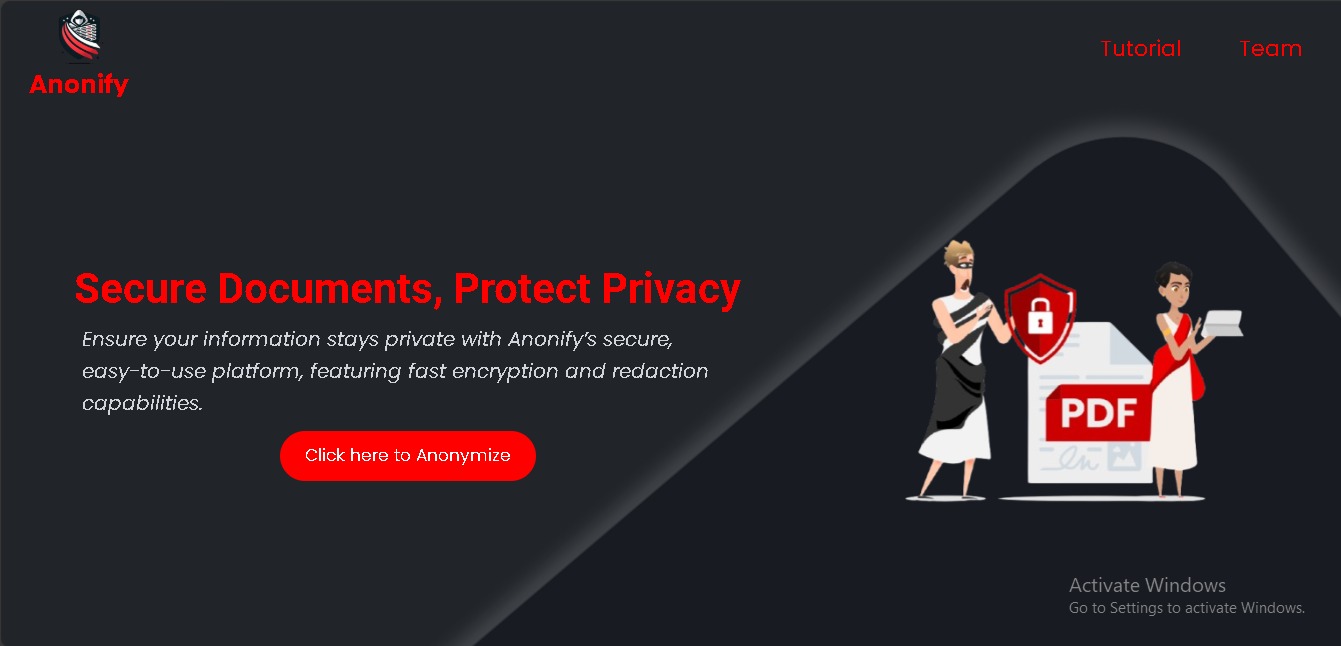 Anonify
Tutorial
Team
Secure Documents, Protect Privacy
Ensure your information stays private with Anonify’s secure,
easy-to-use platform, featuring fast encryption and redaction
capabilities.
Click here to Anonymize
PDF
Activate Windows
Go to Settings to activate Windows.